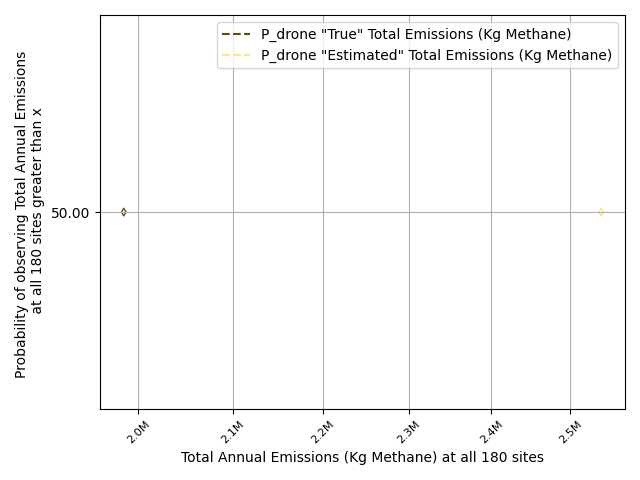 P_drone "True" Total Emissions (Kg Methane)
P_drone "Estimated" Total Emissions (Kg Methane)
Probability of observing Total Annual Emissions
at all 180 sites greater than x
50.00
2.0M
2.1M
2.2M
2.3M
2.4M
2.5M
Total Annual Emissions (Kg Methane) at all 180 sites